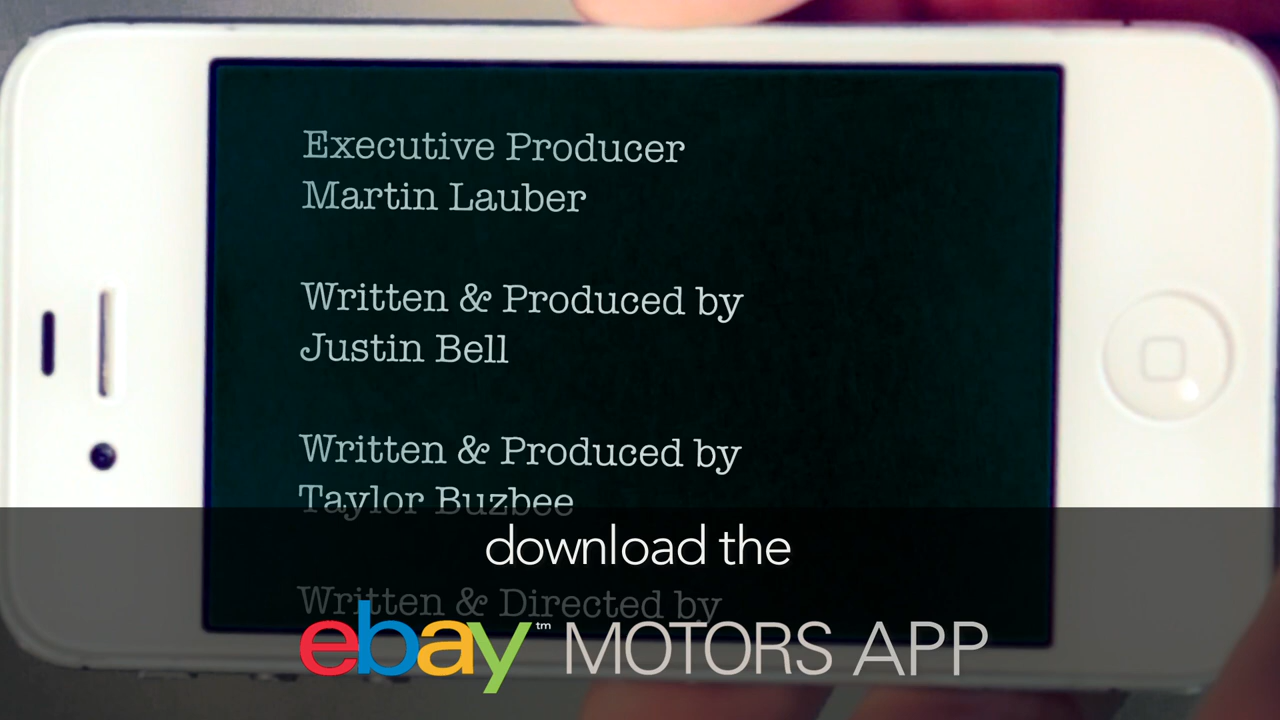 Executive Producer
Martin Lauber
Written & Produced by
Justin Bell
Written & Produced by
Taylor Buzbee
download the
Written & Directed by
ebay™ MOTORS APP